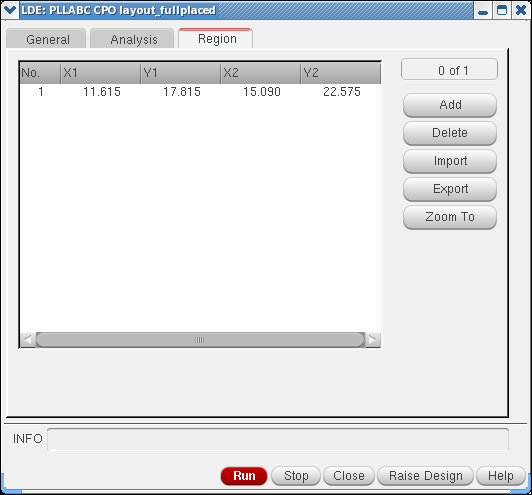 LDE: PLLABC CPO layout_fullplaced
General Analysis Region
No. X1 Y1 X2 Y2
1 11.615 17.815 15.090 22.575
0 of 1
Add
Delete
Import
Export
Zoom To
INFO
Run Stop Close Raise Design Help